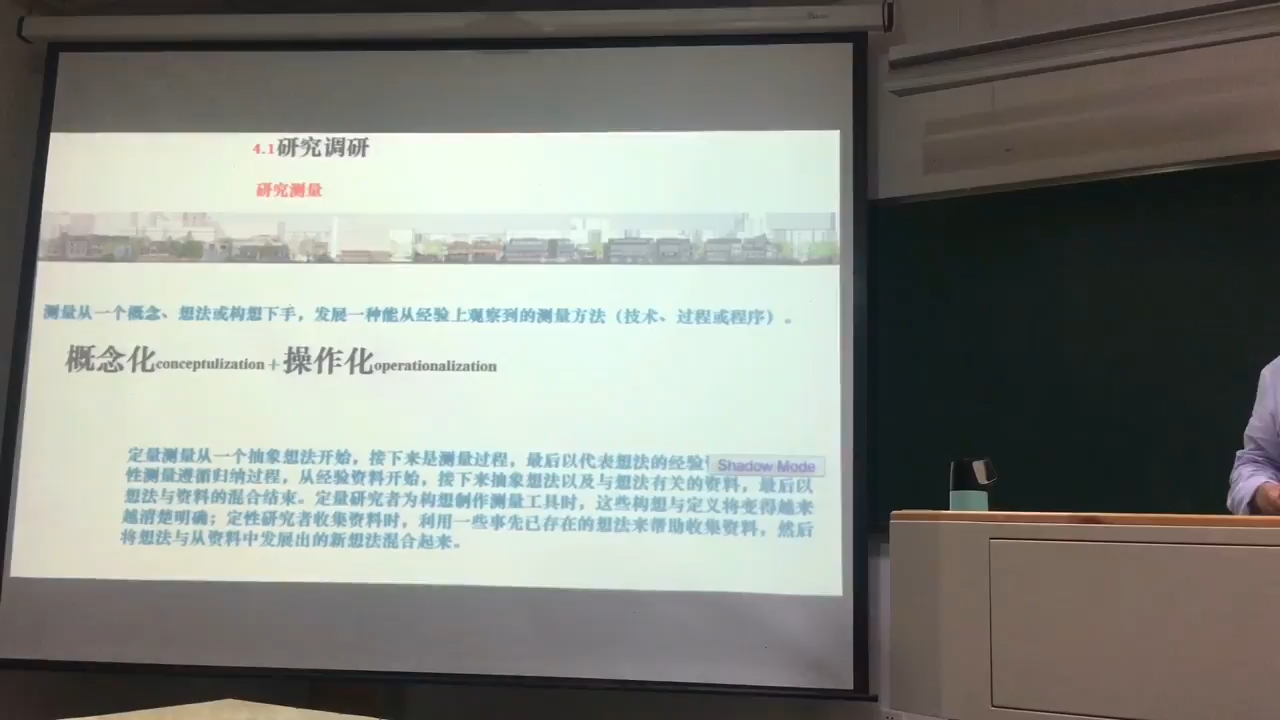 4.1研究调研
研究测量
测量从一个概念、想法或构想下手，发展一种能从经验上观察到的测量方法（技术、过程或程序）。
概念化conceptulization＋操作化operationalization
定量测量从一个抽象想法开始，接下来是测量过程，最后以代表想法的经验
Shadow Mode
性测量遵循归纳过程，从经验资料开始，接下来抽象想法以及与想法有关的资料，最后以
想法与资料的混合结束。定量研究者为构想制作测量工具时，这些构想与定义将变得越来
越清楚明确；定性研究者收集资料时，利用一些事先已存在的想法来帮助收集资料，然后
将想法与从资料中发展出的新想法混合起来。